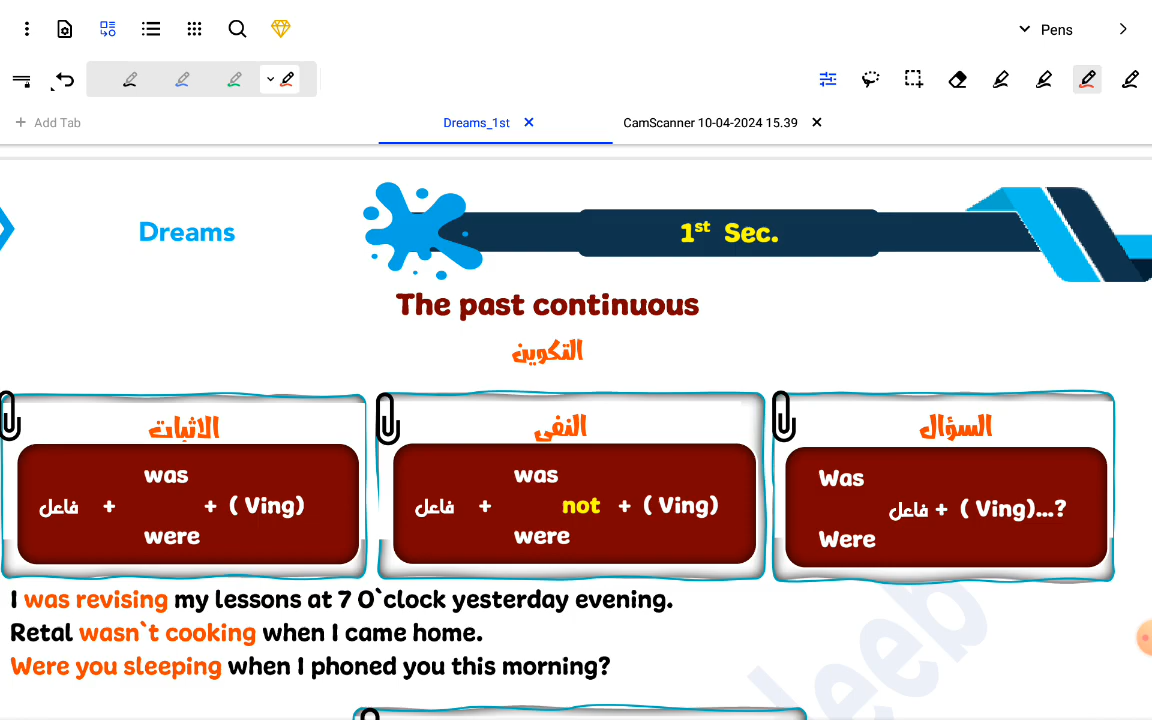 Pens
Add Tab
Dreams_1st
CamScanner 10-04-2024 15.39
Dreams
1st Sec.
The past continuous
التكوين
الاثبات
was
فاعل + + ( Ving)
were
النفى
was
فاعل + not + ( Ving)
were
السؤال
Was
فاعل + ( Ving)...?
Were
I was revising my lessons at 7 O`clock yesterday evening.
Retal wasn`t cooking when I came home.
Were you sleeping when I phoned you this morning?